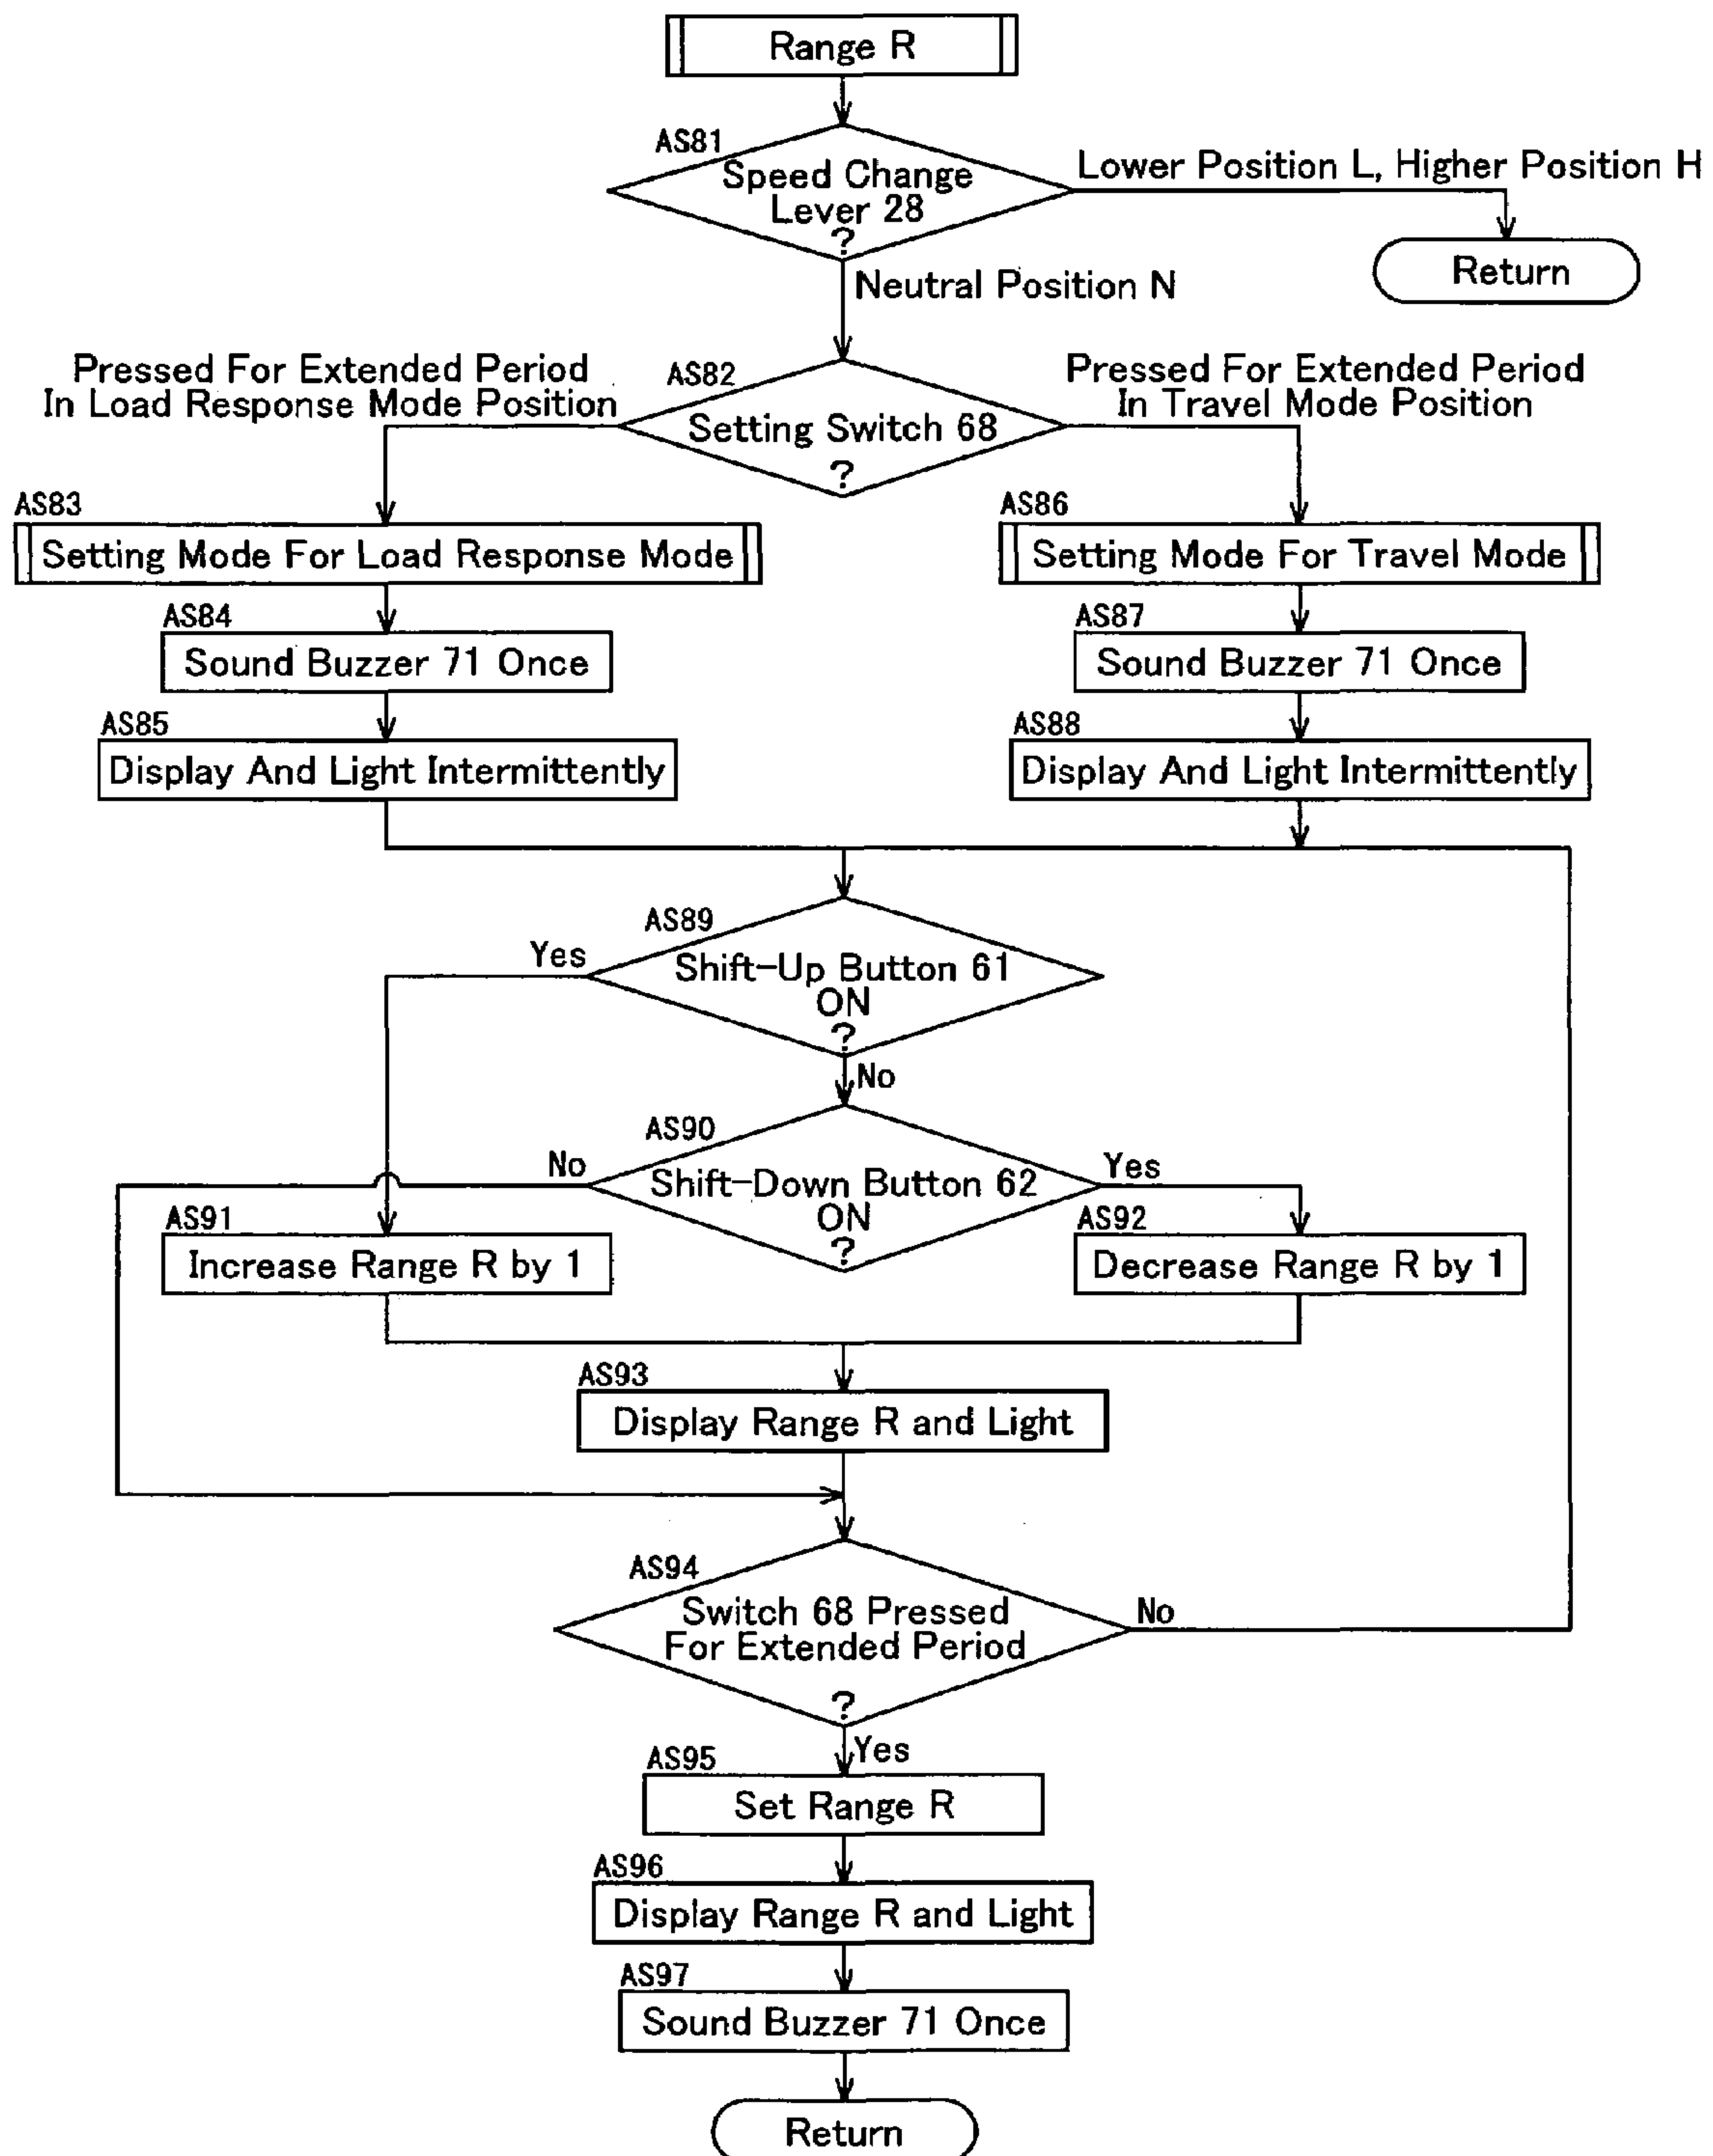 Range R
AS81
Speed Change
Lever 28
?
Lower Position L, Higher Position H
Return
Neutral Position N
Pressed For Extended Period
In Load Response Mode Position
AS82
Setting Switch 68
?
Pressed For Extended Period
In Travel Mode Position
AS83
Setting Mode For Load Response Mode
AS86
Setting Mode For Travel Mode
AS84
Sound Buzzer 71 Once
AS87
Sound Buzzer 71 Once
AS85
Display And Light Intermittently
AS88
Display And Light Intermittently
AS89
Yes
Shift-Up Button 61
ON
?
No
AS90
No
Shift-Down Button 62
ON
?
Yes
AS91
Increase Range R by 1
AS92
Decrease Range R by 1
AS93
Display Range R and Light
AS94
Switch 68 Pressed
For Extended Period
?
No
Yes
AS95
Set Range R
AS96
Display Range R and Light
AS97
Sound Buzzer 71 Once
Return